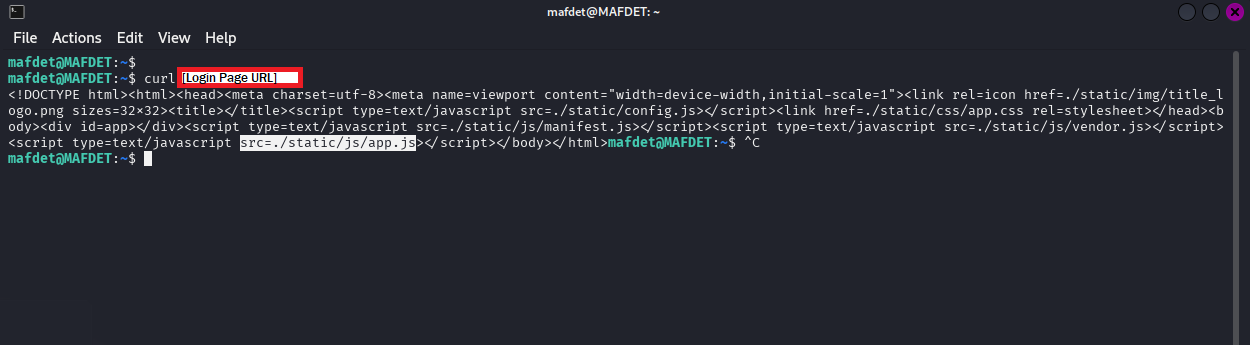 mafdet@MAFDET: ~
File Actions Edit View Help
mafdet@MAFDET:~$
mafdet@MAFDET:~$ curl [Login Page URL]
<!DOCTYPE html><html><head><meta charset=utf-8><meta name=viewport content="width=device-width,initial-scale=1"><link rel=icon href=./static/img/title_l
ogo.png sizes=32×32><title></title><script type=text/javascript src=./static/config.js></script><link href=./static/css/app.css rel=stylesheet></head><b
ody><div id=app></div><script type=text/javascript src=./static/js/manifest.js></script><script type=text/javascript src=./static/js/vendor.js></script>
<script type=text/javascript src=./static/js/app.js></script></body></html>mafdet@MAFDET:~$ ^C
mafdet@MAFDET:~$